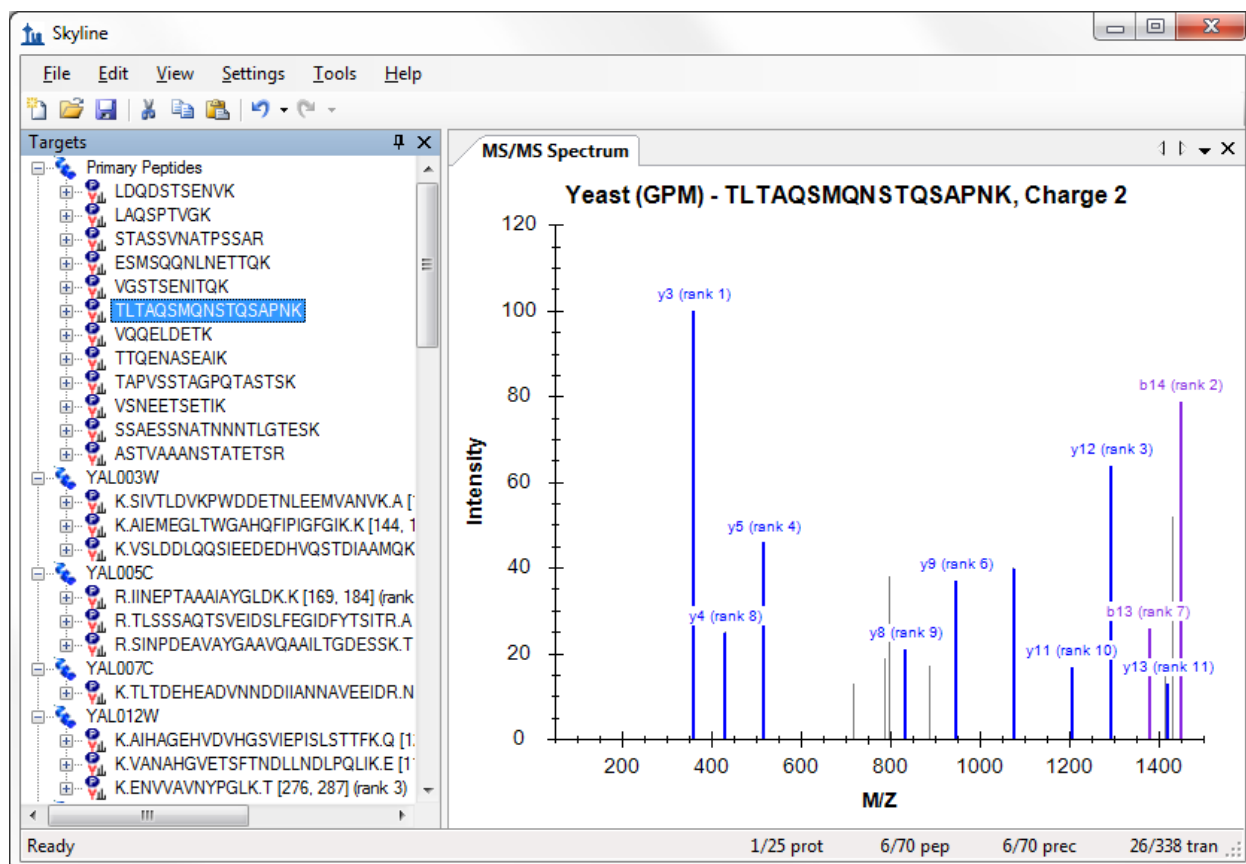 Skyline
File Edit View Settings Tools Help
Targets
Primary Peptides
LDQDSTSENVK
LAQSPTVGK
STASSVNATPSSAR
ESMSQQNLNETTQK
VGSTSENITQK
TLTAQSMQNSTQSAPNK
VQQELDETK
TTQENASEAIK
TAPVSSTAGPQTASTSK
VSNEETSETIK
SSAESSNATNNNTLGTESK
ASTVAAANSTATETSR
YAL003W
K.SIVTLDVKPWDDETNLEEMVANVK.A [1
K.AIEMEGLTWGAHQFIPIGFGIK.K [144, 1
K.VSLDDLQQSIEEDEDHVQSTDIAAMQK
YAL005C
R.IINEPTAAAIAYGLDK.K [169, 184] (rank
R.TLSSSAQTSVEIDSLFEGIDFYTSITR.A
R.SINPDEAVAYGAAVQAAILTGDESSK.T
YAL007C
K.TLTDEHEADVNNDDIIANNAVEEIDR.N
YAL012W
K.AIHAGEHVDVHGSVIEPISLSTTFK.Q [1
K.VANAHGVETSFTNDLLNDLPQLIK.E [1
K.ENVVAVNYPGLK.T [276, 287] (rank 3)
MS/MS Spectrum
Yeast (GPM) - TLTAQSMQNSTQSAPNK, Charge 2
120
100
80
60
40
20
0
Intensity
y3 (rank 1)
b14 (rank 2)
y12 (rank 3)
y5 (rank 4)
y9 (rank 6)
y4 (rank 8)
b13 (rank 7)
y8 (rank 9)
y11 (rank 10)
y13 (rank 11)
200 400 600 800 1000 1200 1400
M/Z
Ready 1/25 prot 6/70 pep 6/70 prec 26/338 tran